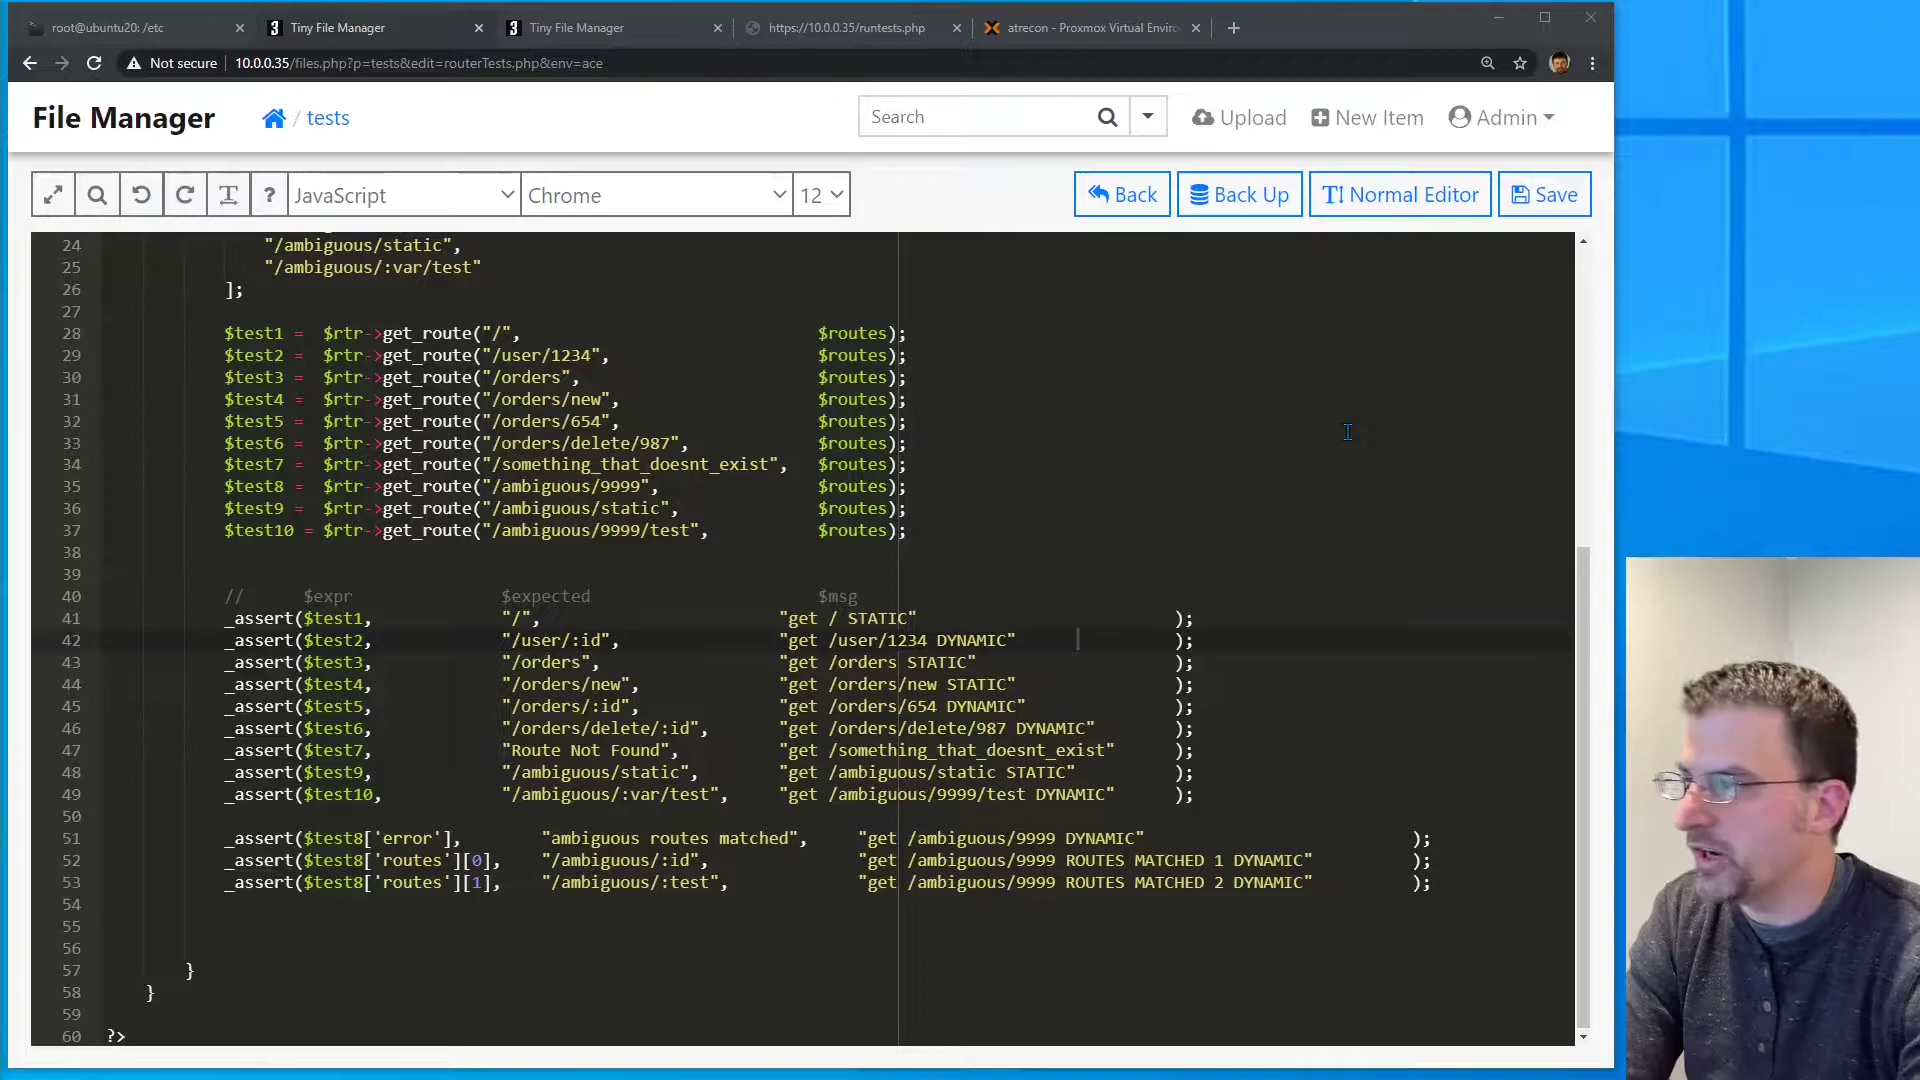 root@ubuntu20: /etc
Tiny File Manager
Tiny File Manager
https://10.0.0.35/runtests.php
atrecon - Proxmox Virtual Enviro
Not secure
10.0.0.35/files.php?p=tests&edit=routerTests.php&env=ace
File Manager
/ tests
Search
Upload
New Item
Admin
?
JavaScript
Chrome
12
Back
Back Up
Normal Editor
Save
24 "/ambiguous/static",
25 "/ambiguous/:var/test"
26 ];
27
28 $test1 = $rtr->get_route("/", $routes);
29 $test2 = $rtr->get_route("/user/1234", $routes);
30 $test3 = $rtr->get_route("/orders", $routes);
31 $test4 = $rtr->get_route("/orders/new", $routes);
32 $test5 = $rtr->get_route("/orders/654", $routes);
33 $test6 = $rtr->get_route("/orders/delete/987", $routes);
34 $test7 = $rtr->get_route("/something_that_doesnt_exist", $routes);
35 $test8 = $rtr->get_route("/ambiguous/9999", $routes);
36 $test9 = $rtr->get_route("/ambiguous/static", $routes);
37 $test10 = $rtr->get_route("/ambiguous/9999/test", $routes);
38
39
40 // $expr $expected $msg
41 _assert($test1, "/", "get / STATIC" );
42 _assert($test2, "/user/:id", "get /user/1234 DYNAMIC" );
43 _assert($test3, "/orders", "get /orders STATIC" );
44 _assert($test4, "/orders/new", "get /orders/new STATIC" );
45 _assert($test5, "/orders/:id", "get /orders/654 DYNAMIC" );
46 _assert($test6, "/orders/delete/:id", "get /orders/delete/987 DYNAMIC" );
47 _assert($test7, "Route Not Found", "get /something_that_doesnt_exist" );
48 _assert($test9, "/ambiguous/static", "get /ambiguous/static STATIC" );
49 _assert($test10, "/ambiguous/:var/test", "get /ambiguous/9999/test DYNAMIC" );
50
51 _assert($test8['error'], "ambiguous routes matched", "get /ambiguous/9999 DYNAMIC" );
52 _assert($test8['routes'][0], "/ambiguous/:id", "get /ambiguous/9999 ROUTES MATCHED 1 DYNAMIC" );
53 _assert($test8['routes'][1], "/ambiguous/:test", "get /ambiguous/9999 ROUTES MATCHED 2 DYNAMIC" );
54
55
56
57 }
58 }
59
60 ?>